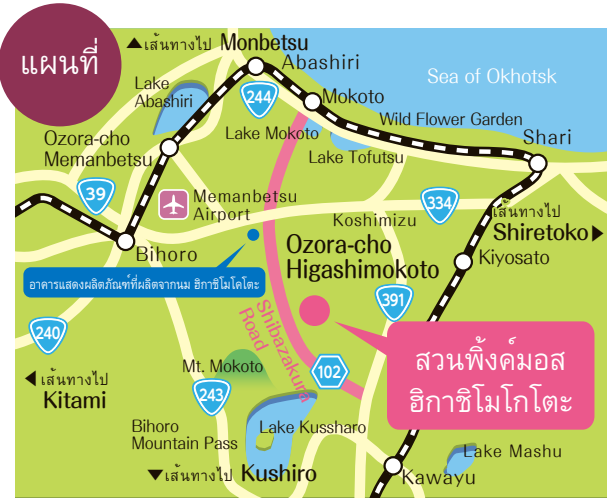 แผนที่
▲เส้นทางไป Monbetsu
Abashiri
Sea of Okhotsk
Lake
Abashiri
244
Mokoto
Lake Mokoto
Wild Flower Garden
Shari
Ozora-cho
Memanbetsu
Lake Tofutsu
39
Memanbetsu
Airport
334
Koshimizu
เส้นทางไป
Shiretoko▶
Bihoro
Ozora-cho
Higashimokoto
Kiyosato
อาคารแสดงผลิตภัณฑ์ที่ผลิตจากนม ฮิกาชิโมโคโตะ
Shibazakura
Road
391
240
สวนพิ้งค์มอส
ฮิกาชิโมโกโตะ
Mt. Mokoto
102
◀เส้นทางไป
Kitami
243
Bihoro
Mountain Pass
Lake Kussharo
Lake Mashu
▼เส้นทางไป Kushiro
Kawayu